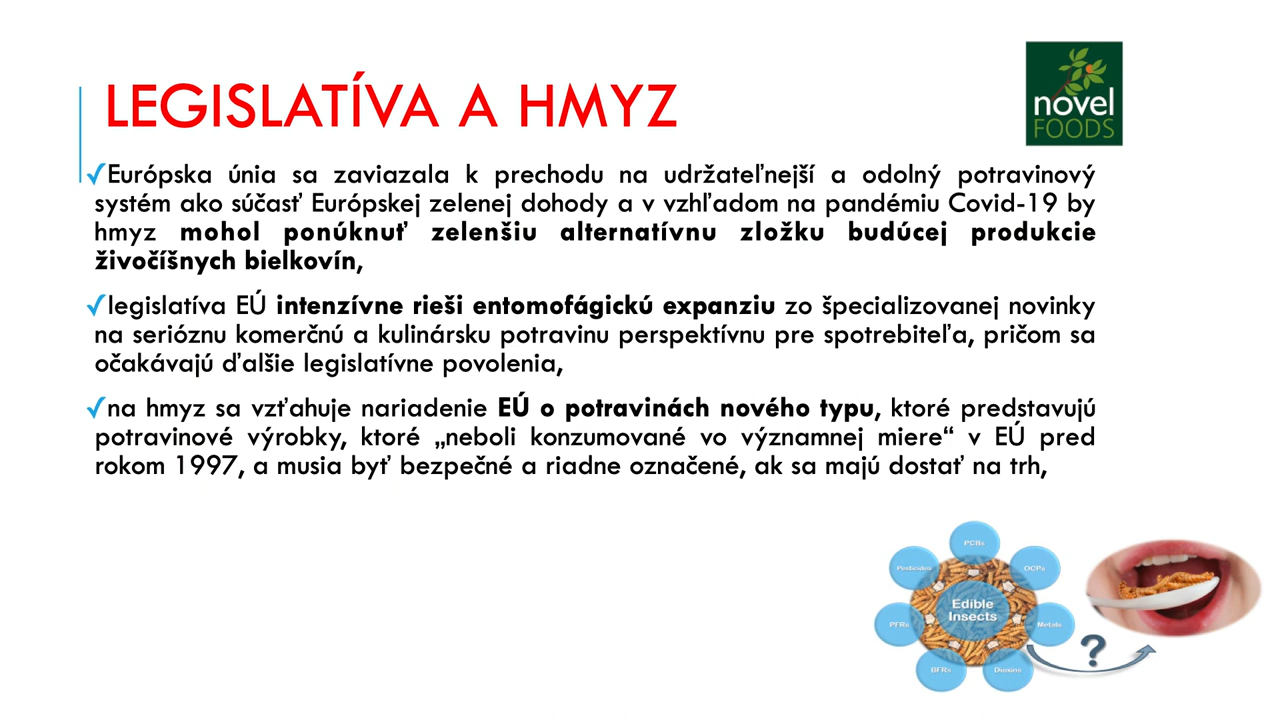 LEGISLATÍVA A HMYZ
novel
FOODS
✓Európska únia sa zaviazala k prechodu na udržateľnejší a odolný potravinový
systém ako súčasť Európskej zelenej dohody a v vzhľadom na pandémiu Covid-19 by
hmyz mohol ponúknuť zelenšiu alternatívnu zložku budúcej produkcie
živočíšnych bielkovín,
✓legislatíva EÚ intenzívne rieši entomofágickú expanziu zo špecializovanej novinky
na serióznu komerčnú a kulinársku potravinu perspektívnu pre spotrebiteľa, pričom sa
očakávajú ďalšie legislatívne povolenia,
✓na hmyz sa vzťahuje nariadenie EÚ o potravinách nového typu, ktoré predstavujú
potravinové výrobky, ktoré „neboli konzumované vo významnej miere“ v EÚ pred
rokom 1997, a musia byť bezpečné a riadne označené, ak sa majú dostať na trh,
PCBs
Pesticides
OCPs
Edible
Insects
PFRs
Metals
BFRs
Dioxins
?